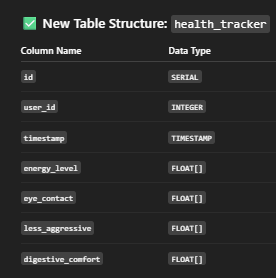 ✅ New Table Structure: health_tracker
Column Name Data Type
id SERIAL
user_id INTEGER
timestamp TIMESTAMP
energy_level FLOAT[]
eye_contact FLOAT[]
less_aggressive FLOAT[]
digestive_comfort FLOAT[]